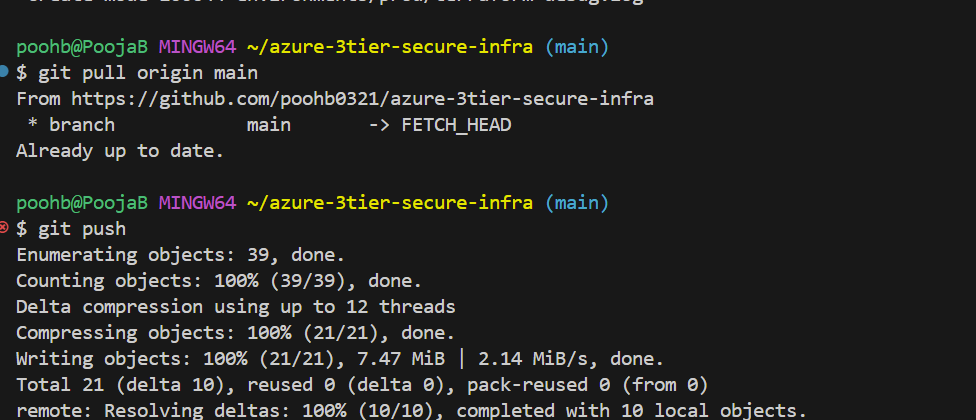 poohb@PoojaB MINGW64 ~/azure-3tier-secure-infra (main)
$ git pull origin main
From https://github.com/poohb0321/azure-3tier-secure-infra
 * branch            main       -> FETCH_HEAD
Already up to date.
poohb@PoojaB MINGW64 ~/azure-3tier-secure-infra (main)
$ git push
Enumerating objects: 39, done.
Counting objects: 100% (39/39), done.
Delta compression using up to 12 threads
Compressing objects: 100% (21/21), done.
Writing objects: 100% (21/21), 7.47 MiB | 2.14 MiB/s, done.
Total 21 (delta 10), reused 0 (delta 0), pack-reused 0 (from 0)
remote: Resolving deltas: 100% (10/10), completed with 10 local objects.